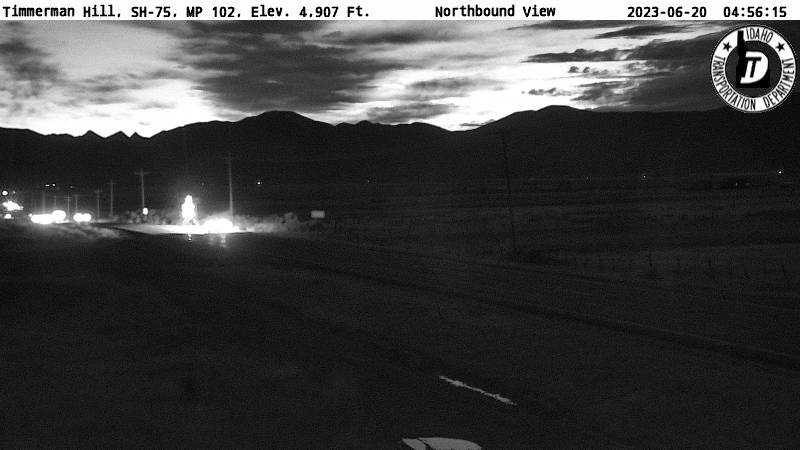 Timmerman Hill, SH-75, MP 102, Elev. 4,907 Ft. Northbound View 2023-06-20 04:56:15
IDAHO
TRANSPORTATION DEPARTMENT